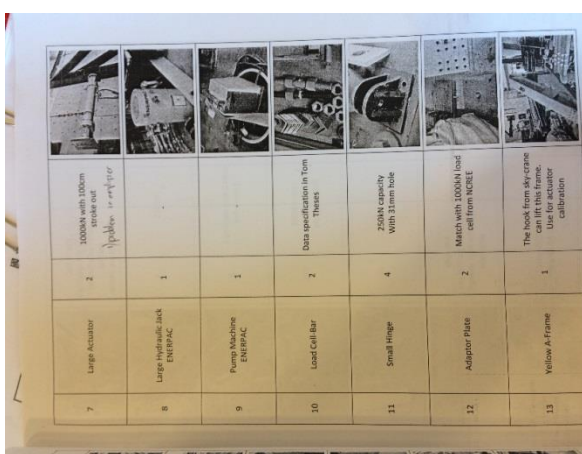 7
Large Actuator
2
1000kN with 100cm
stroke out
problem in amplifier
8
Large Hydraulic Jack
ENERPAC
1
9
Pump Machine
ENERPAC
1
10
Load Cell-Bar
2
Data specification in Tom
Theses
11
Small Hinge
4
250kN capacity
With 31mm hole
12
Adaptor Plate
2
Match with 1000kN load
cell from NCREE
13
Yellow A-Frame
1
The hook from sky-crane
can lift this frame.
Use for actuator
calibration